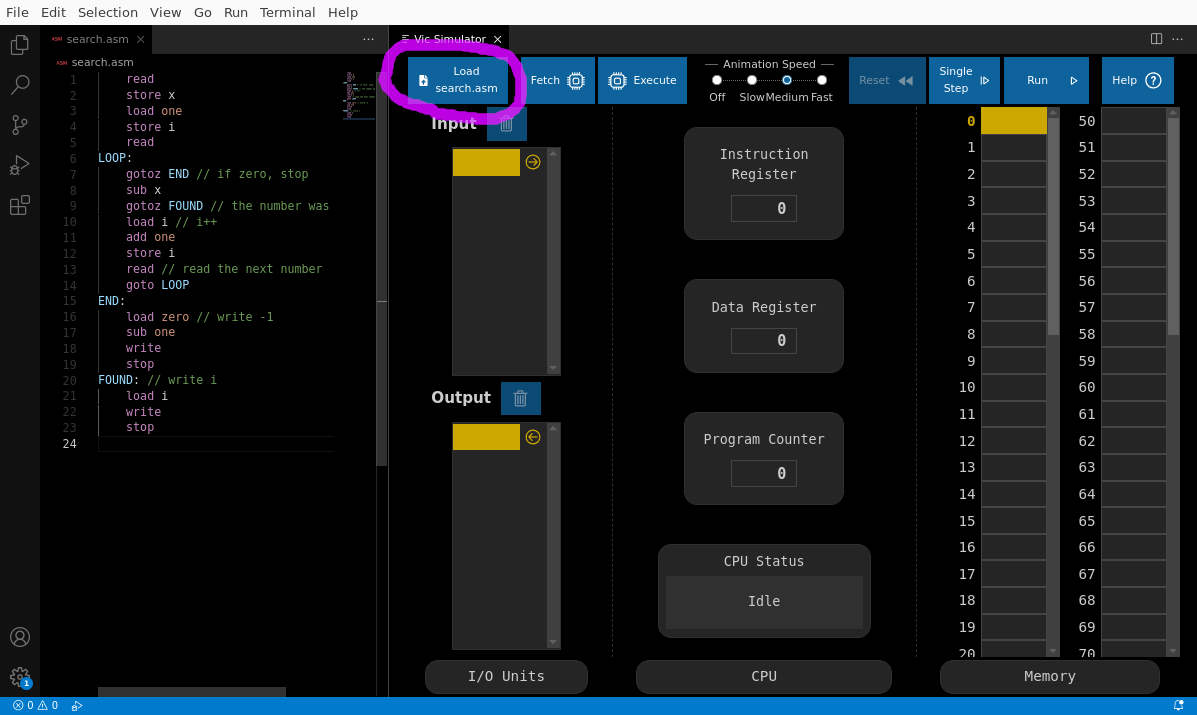 File Edit Selection View Go Run Terminal Help
ASM search.asm ×
Vic Simulator ×
ASM search.asm
1 read
2 store x
3 load one
4 store i
5 read
6 LOOP:
7 gotoz END // if zero, stop
8 sub x
9 gotoz FOUND // the number was
10 load i // i++
11 add one
12 store i
13 read // read the next number
14 goto LOOP
15 END:
16 load zero // write -1
17 sub one
18 write
19 stop
20 FOUND: // write i
21 load i
22 write
23 stop
24
Load
search.asm
Fetch
Execute
Animation Speed
Off Slow Medium Fast
Reset
Single
Step
Run
Help
Input
Output
I/O Units
Instruction
Register
0
Data Register
0
Program Counter
0
CPU Status
Idle
CPU
0 50
1 51
2 52
3 53
4 54
5 55
6 56
7 57
8 58
9 59
10 60
11 61
12 62
13 63
14 64
15 65
16 66
17 67
18 68
19 69
20 70
Memory
1
0 0